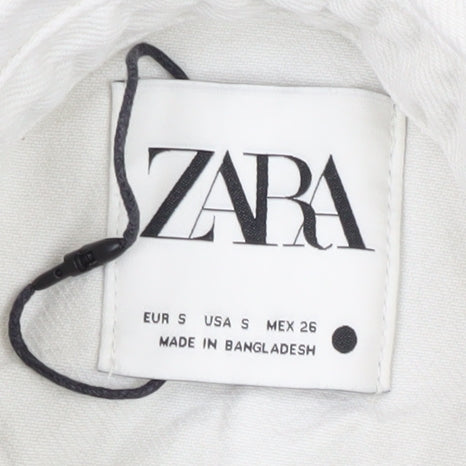 ZARA
EUR S USA S MEX 26
MADE IN BANGLADESH